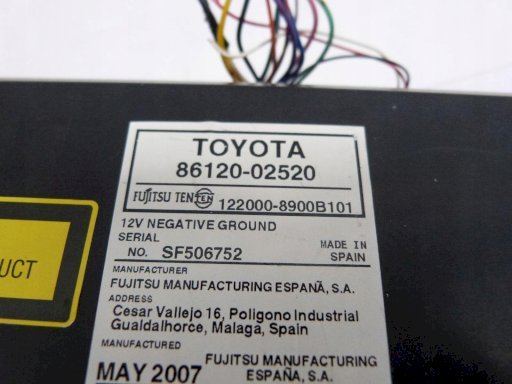 TOYOTA
86120-02520
FUJITSU TEN TEN 122000-8900B101
12V NEGATIVE GROUND
SERIAL
NO. SF506752
MADE IN
SPAIN
MANUFACTURER
FUJITSU MANUFACTURING ESPAÑA, S.A.
ADDRESS
Cesar Vallejo 16, Poligono Industrial
Gualdalhorce, Malaga, Spain
MANUFACTURED
MAY 2007
FUJITSU MANUFACTURING
ESPAÑA, S.A.